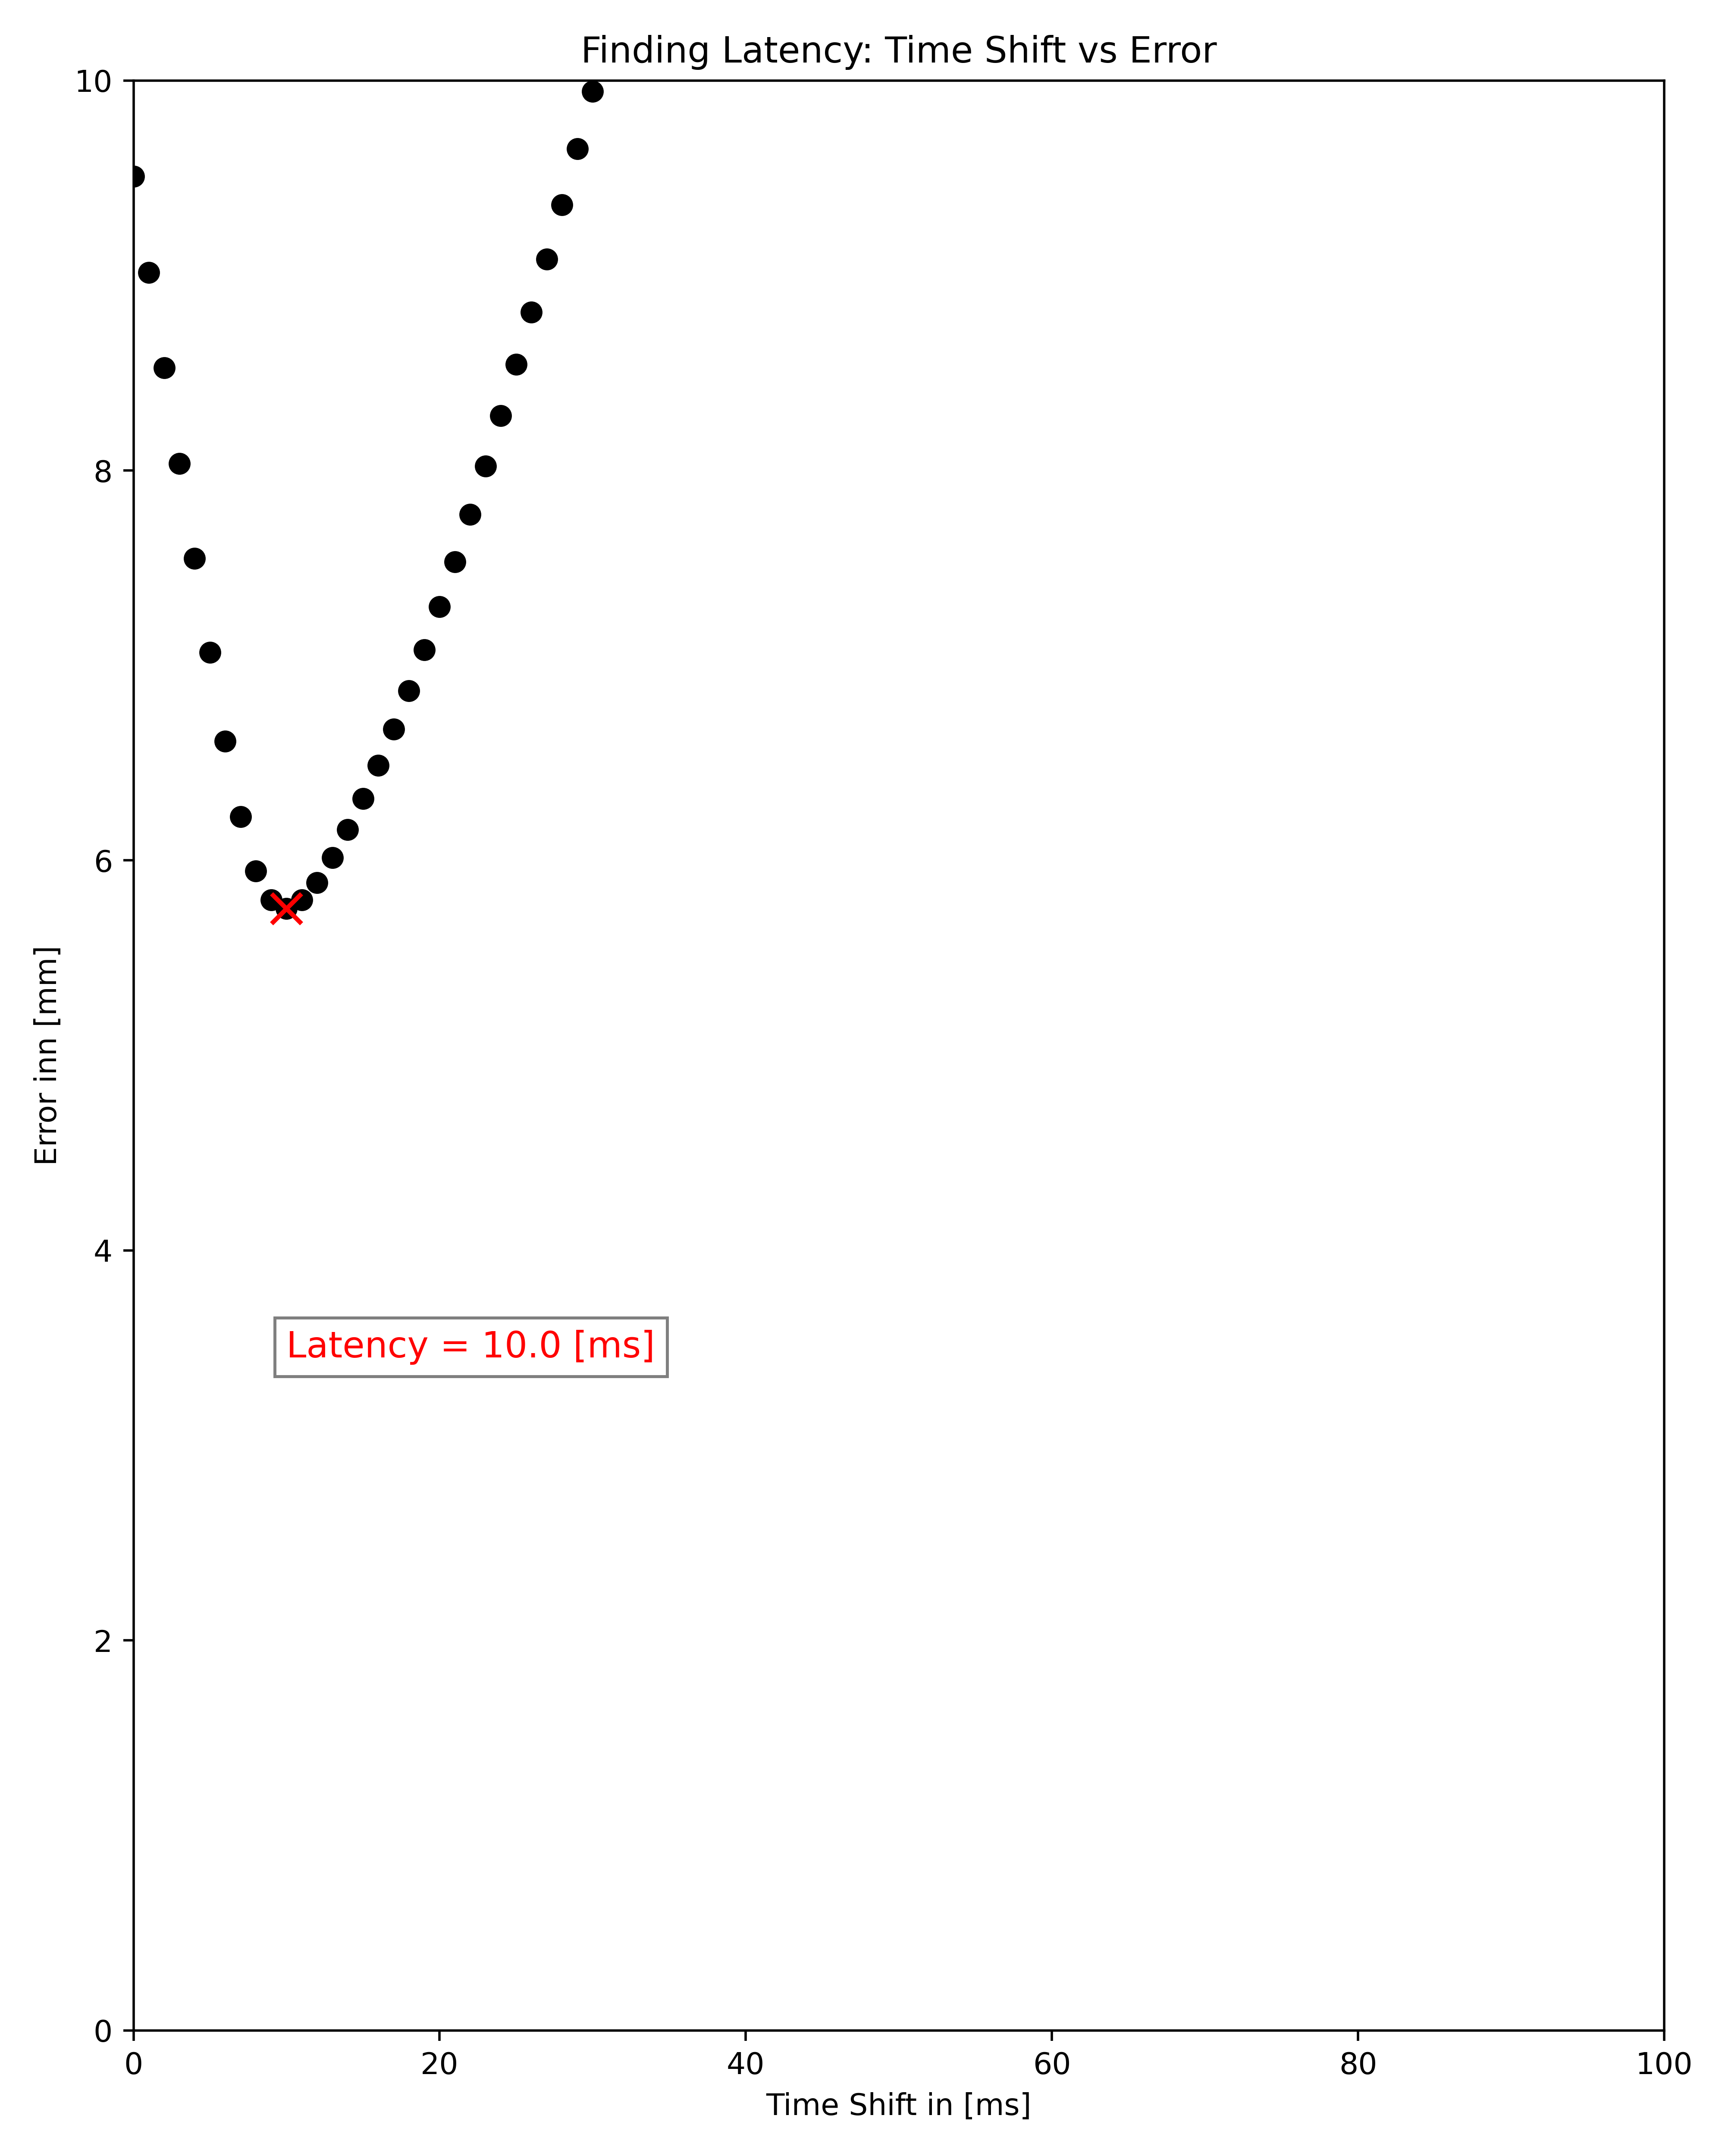 Finding Latency: Time Shift vs Error
10
8
6
4
2
0
Error inn [mm]
Latency = 10.0 [ms]
0 20 40 60 80 100
Time Shift in [ms]